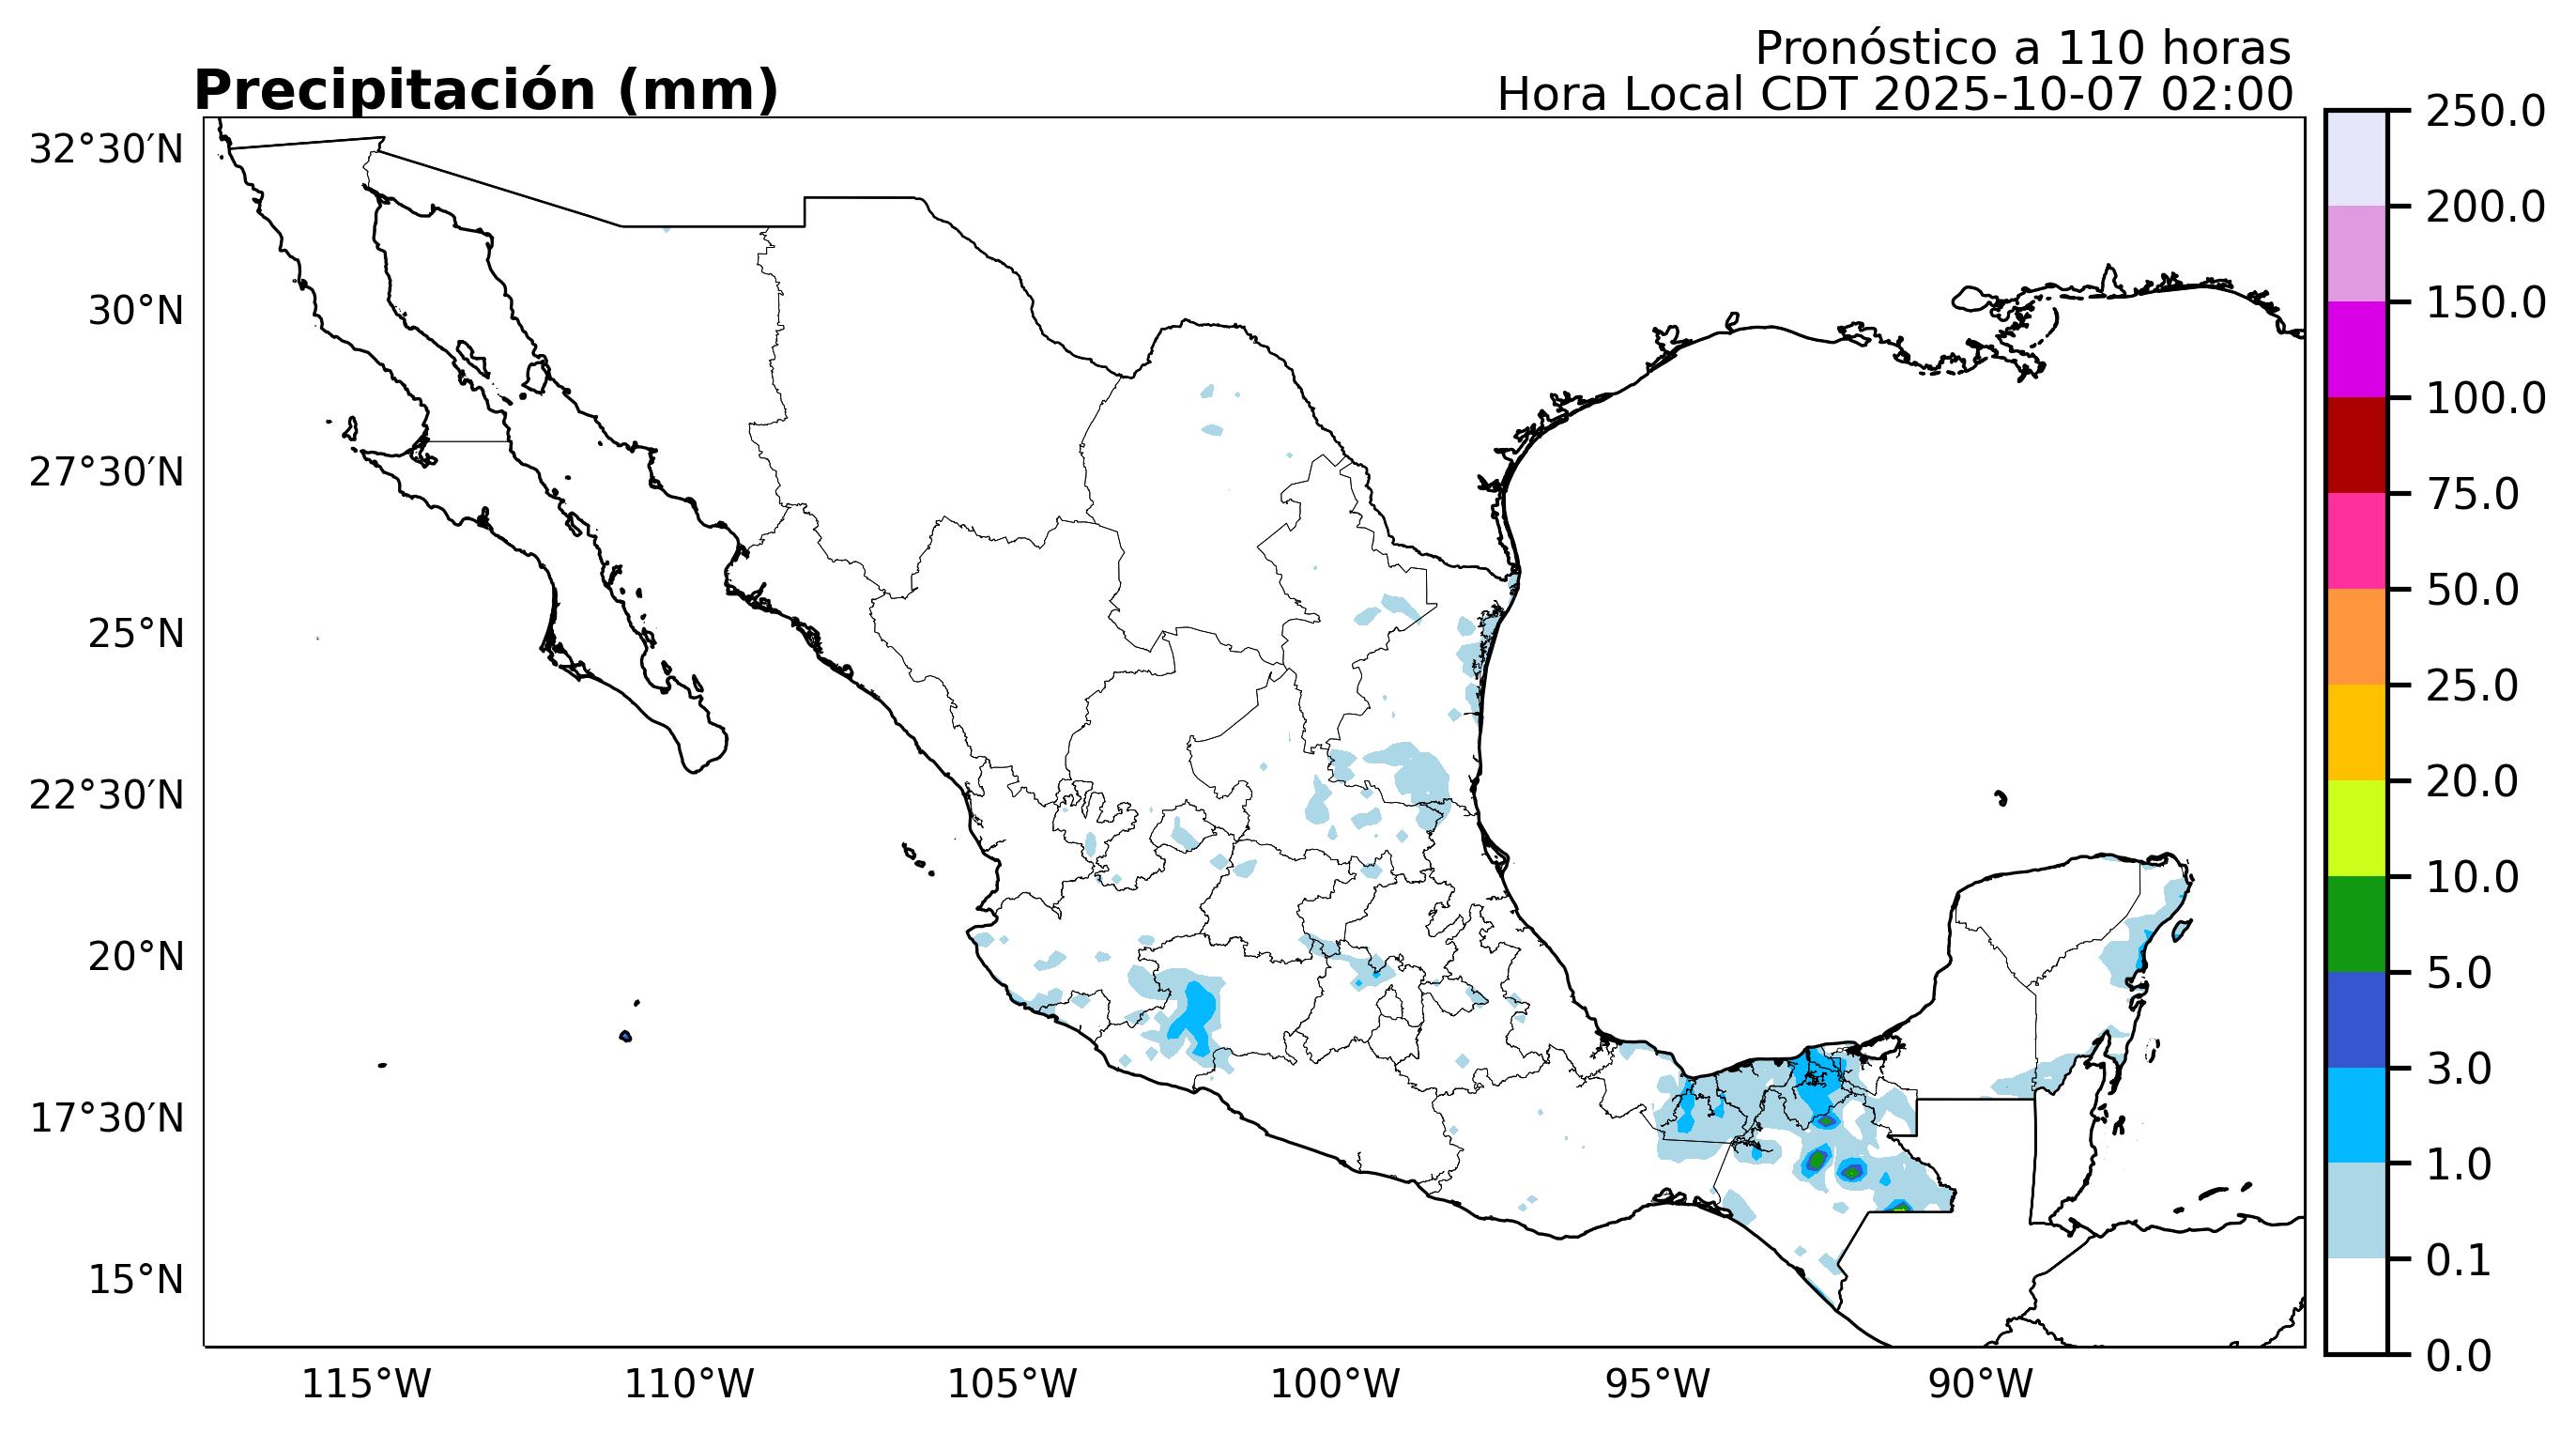 Pronóstico a 110 horas
Precipitación (mm)
Hora Local CDT 2025-10-07 02:00
32°30′N
30°N
27°30′N
25°N
22°30′N
20°N
17°30′N
15°N
115°W
110°W
105°W
100°W
95°W
90°W
250.0
200.0
150.0
100.0
75.0
50.0
25.0
20.0
10.0
5.0
3.0
1.0
0.1
0.0